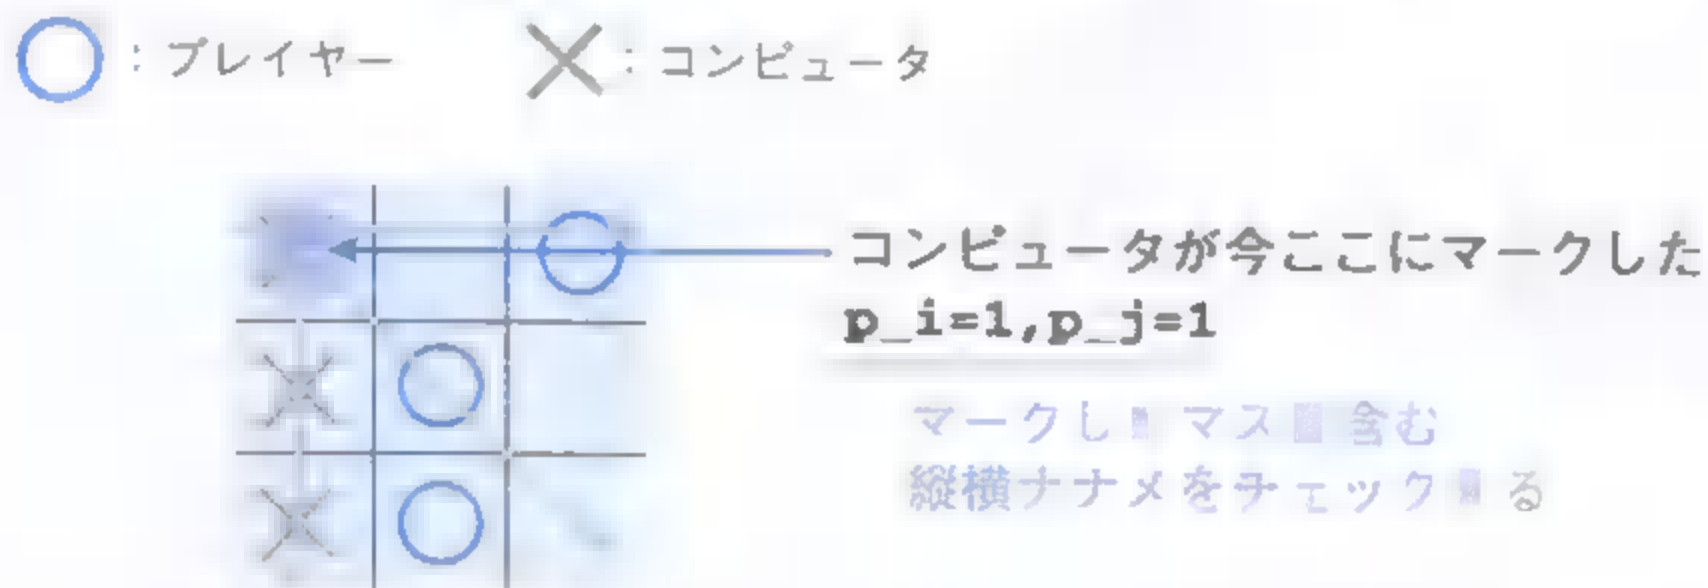 : プレイヤー : コンピュータ
コンピュータが今ここにマークした
p_i=1,p_j=1
マークし マス 含む
縦横ナナメをチェック る